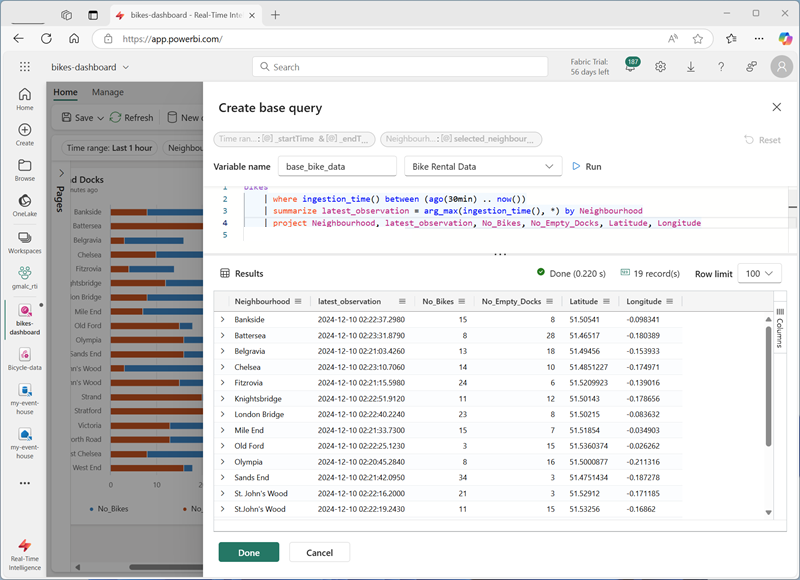 bikes-dashboard - Real-Time Inte
https://app.powerbi.com/
bikes-dashboard
Search
Fabric Trial:
56 days left
187
Home
Create
Browse
OneLake
Workspaces
gmalc_rti
bikes-
dashboard
Bicycle-data
my-event-
house
my-event-
house
Real-Time
Intelligence
Home Manage
Save Refresh New
Time range: Last 1 hour Neighbou
Pages
d Docks
nutes ago
Bankside
Battersea
Belgravia
Chelsea
Fitzrovia
nightsbridge
on Bridge
Mile End
Old Ford
Olympia
Sands End
n's Wood
n's Wood
Strand
Stratford
Victoria
orth Road
st Chelsea
West End
0 10 20
No_Bikes No
Create base query
Time ran...: [@] _startTime & [@] _endT... Neighbourh...: [@] selected_neighbour_...
Reset
Variable name base_bike_data Bike Rental Data Run
1 bikes
2 | where ingestion_time() between (ago(30min) .. now())
3 | summarize latest_observation = arg_max(ingestion_time(), *) by Neighbourhood
4 | project Neighbourhood, latest_observation, No_Bikes, No_Empty_Docks, Latitude, Longitude
5
Results Done (0.220 s) 19 record(s) Row limit 100
Neighbourhood latest_observation No_Bikes No_Empty_Docks Latitude Longitude
Bankside 2024-12-10 02:22:37.2980 15 8 51.50541 -0.098341
Battersea 2024-12-10 02:23:31.8790 8 28 51.46517 -0.180389
Belgravia 2024-12-10 02:21:03.4260 13 18 51.49456 -0.153933
Chelsea 2024-12-10 02:23:10.7060 14 10 51.4851227 -0.174971
Fitzrovia 2024-12-10 02:21:15.5980 24 6 51.5209923 -0.139016
Knightsbridge 2024-12-10 02:22:51.9120 11 12 51.50143 -0.178656
London Bridge 2024-12-10 02:22:40.2240 23 8 51.50215 -0.083632
Mile End 2024-12-10 02:21:33.7300 15 7 51.51854 -0.034903
Old Ford 2024-12-10 02:22:25.1230 3 15 51.5360374 -0.026262
Olympia 2024-12-10 02:20:45.2840 8 16 51.5000877 -0.211316
Sands End 2024-12-10 02:21:42.0950 34 3 51.4751434 -0.187278
St. John's Wood 2024-12-10 02:22:16.2000 21 3 51.52912 -0.171185
St.John's Wood 2024-12-10 02:22:19.2430 11 15 51.53256 -0.16862
Columns
Done Cancel